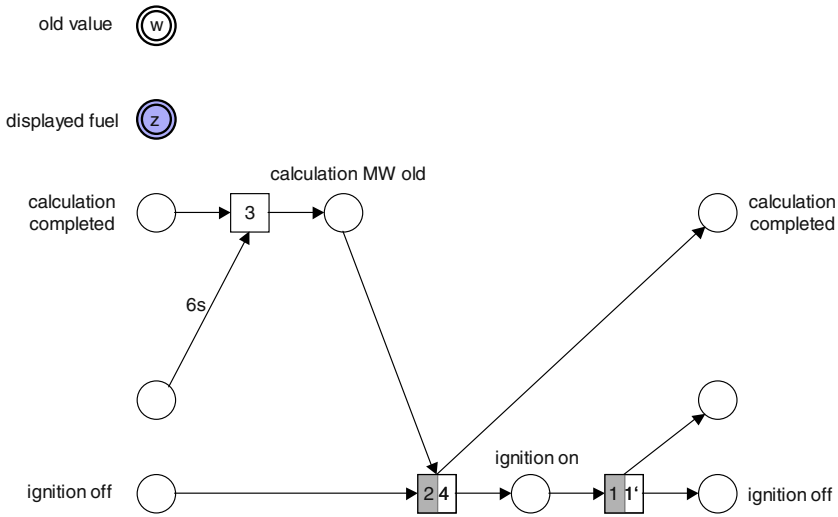 old value
w
displayed fuel
z
calculation MW old
calculation
completed
3
calculation
completed
6s
ignition on
ignition off
2 4
1 1‘
ignition off